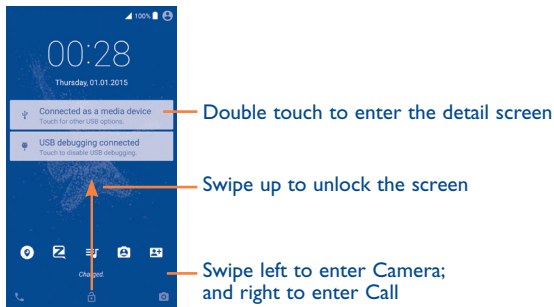 100%
00:28
Thursday, 01.01.2015
Connected as a media device
Touch for other USB options.
Double touch to enter the detail screen
USB debugging connected
Touch to disable USB debugging.
Swipe up to unlock the screen
Charged.
Swipe left to enter Camera;
and right to enter Call